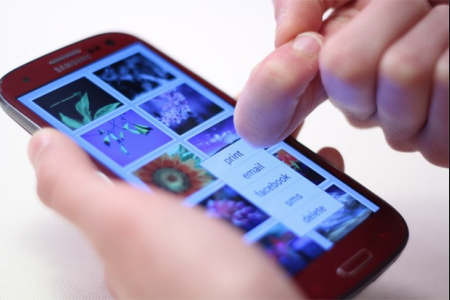 SAMSUNG
print
email
facebook
sms
delete